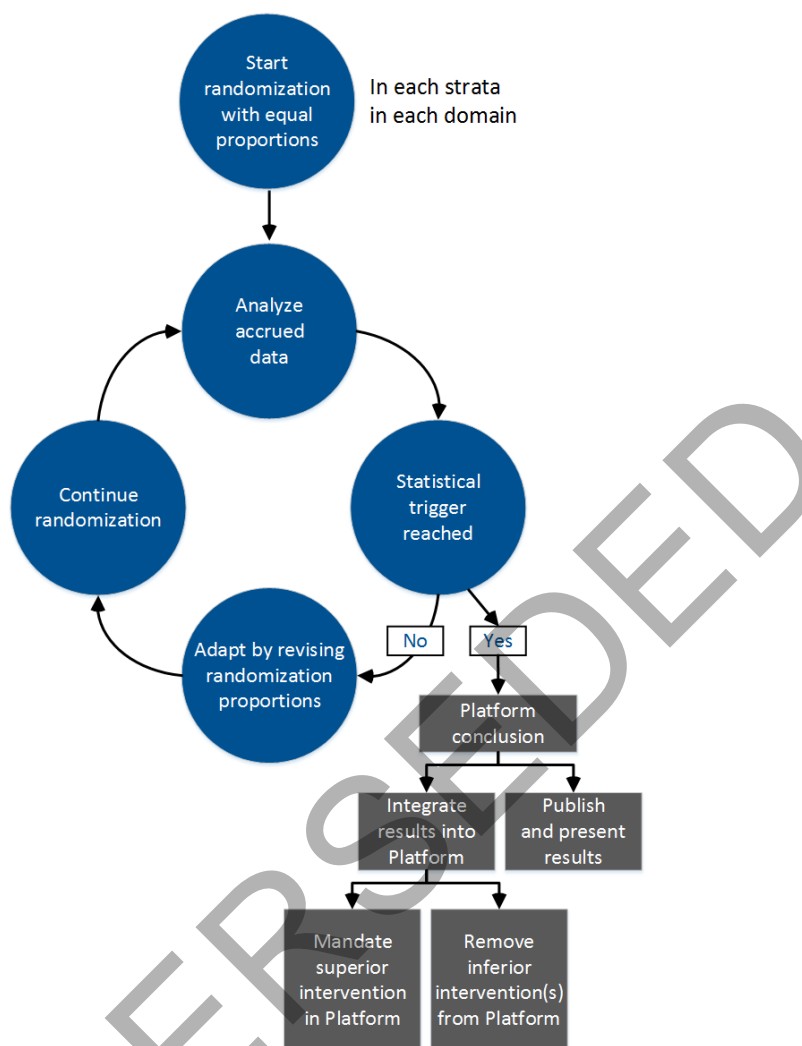 Start
randomization
with equal
proportions
In each strata
in each domain
Analyze
accrued
data
Continue
randomization
Statistical
trigger
reached
No
Yes
Adapt by revising
randomization
proportions
Platform
conclusion
Integrate
results into
Platform
Publish
and present
results
Mandate
superior
intervention
in Platform
Remove
inferior
intervention(s)
from Platform
ERSEDED